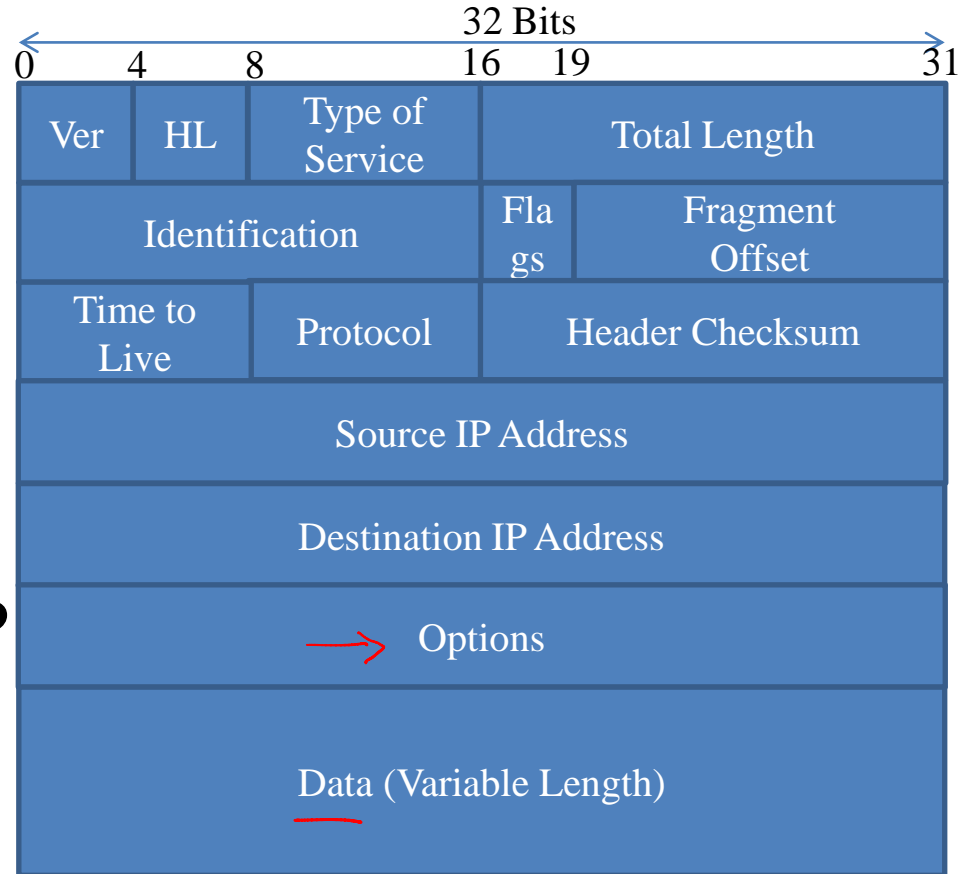 32 Bits
0 4 8 16 19 31
Ver HL Type of Service Total Length
Identification Fla gs Fragment Offset
Time to Live Protocol Header Checksum
Source IP Address
Destination IP Address
Options
Data (Variable Length)